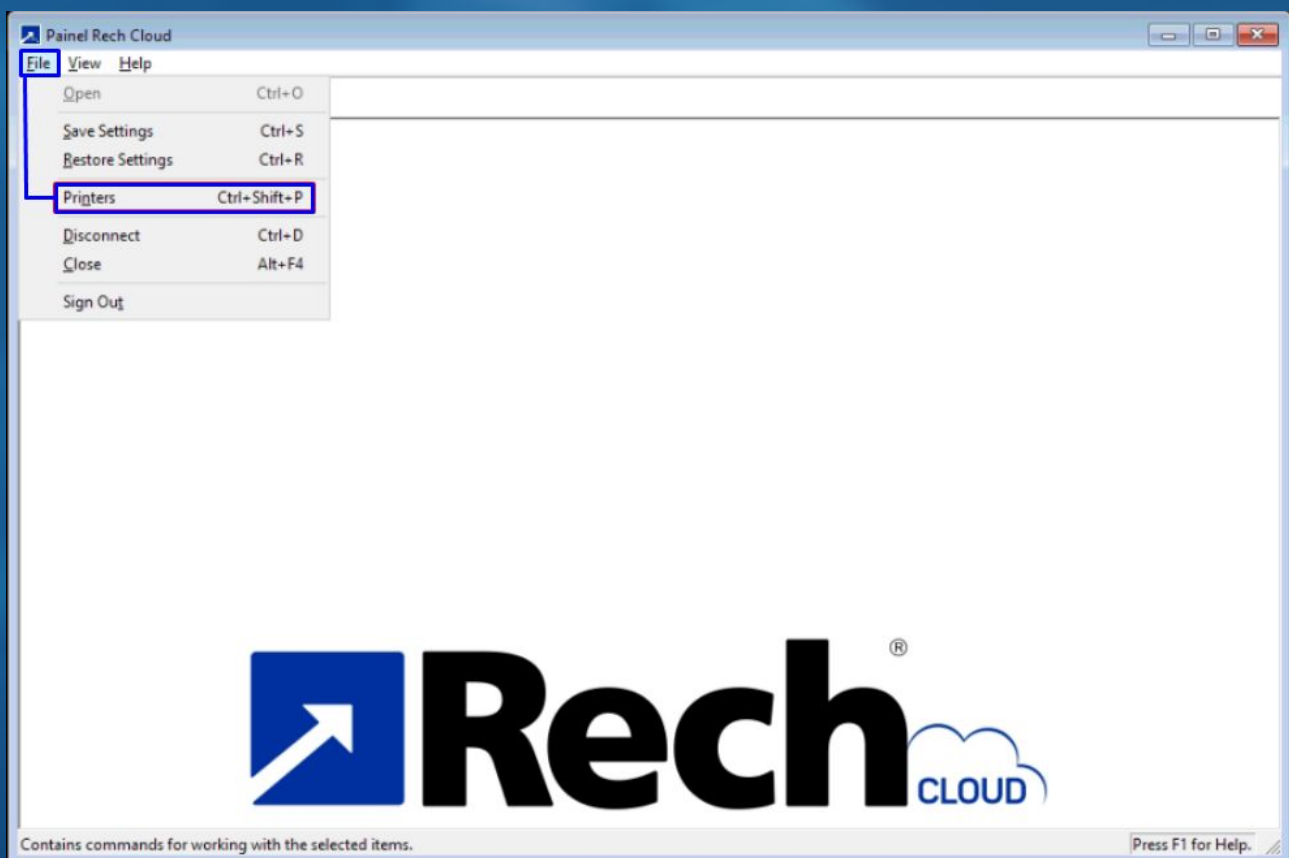 Painel Rech Cloud
File View Help
Open Ctrl+O
Save Settings Ctrl+S
Restore Settings Ctrl+R
Printers Ctrl+Shift+P
Disconnect Ctrl+D
Close Alt+F4
Sign Out
Rech®
CLOUD
Contains commands for working with the selected items. Press F1 for Help.